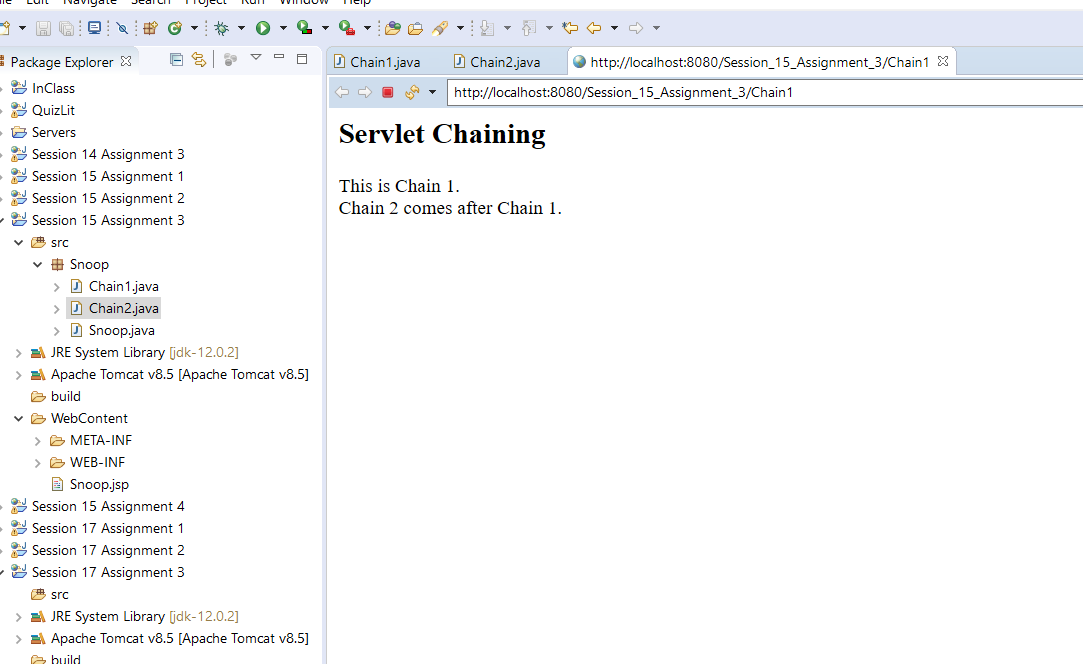 Edit Navigate Search Project Run Window Help
Package Explorer
InClass
QuizLit
Servers
Session 14 Assignment 3
Session 15 Assignment 1
Session 15 Assignment 2
Session 15 Assignment 3
src
Snoop
Chain1.java
Chain2.java
Snoop.java
JRE System Library [jdk-12.0.2]
Apache Tomcat v8.5 [Apache Tomcat v8.5]
build
WebContent
META-INF
WEB-INF
Snoop.jsp
Session 15 Assignment 4
Session 17 Assignment 1
Session 17 Assignment 2
Session 17 Assignment 3
src
JRE System Library [jdk-12.0.2]
Apache Tomcat v8.5 [Apache Tomcat v8.5]
build
Chain1.java Chain2.java http://localhost:8080/Session_15_Assignment_3/Chain1
http://localhost:8080/Session_15_Assignment_3/Chain1
Servlet Chaining
This is Chain 1.
Chain 2 comes after Chain 1.